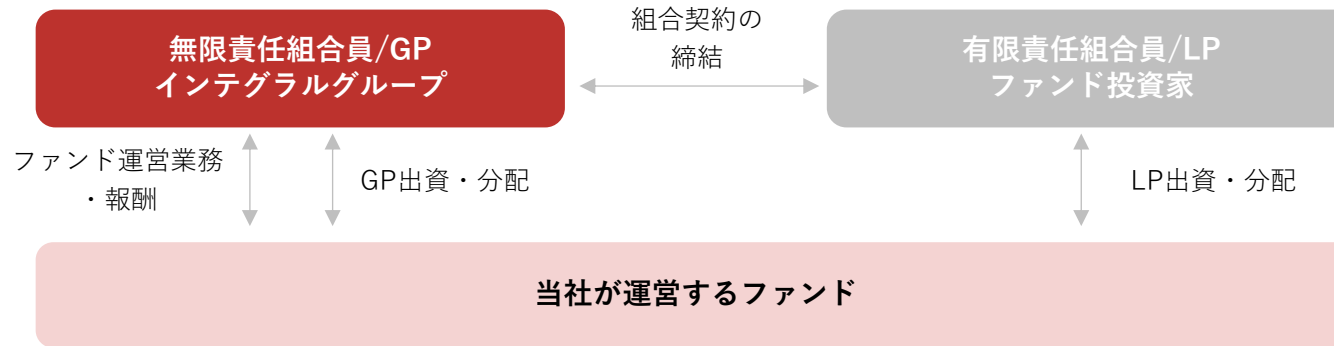 無限責任組合員/GP
インテグラルグループ
組合契約の
締結
有限責任組合員/LP
ファンド投資家
ファンド運営業務
・報酬
GP出資・分配
LP出資・分配
当社が運営するファンド